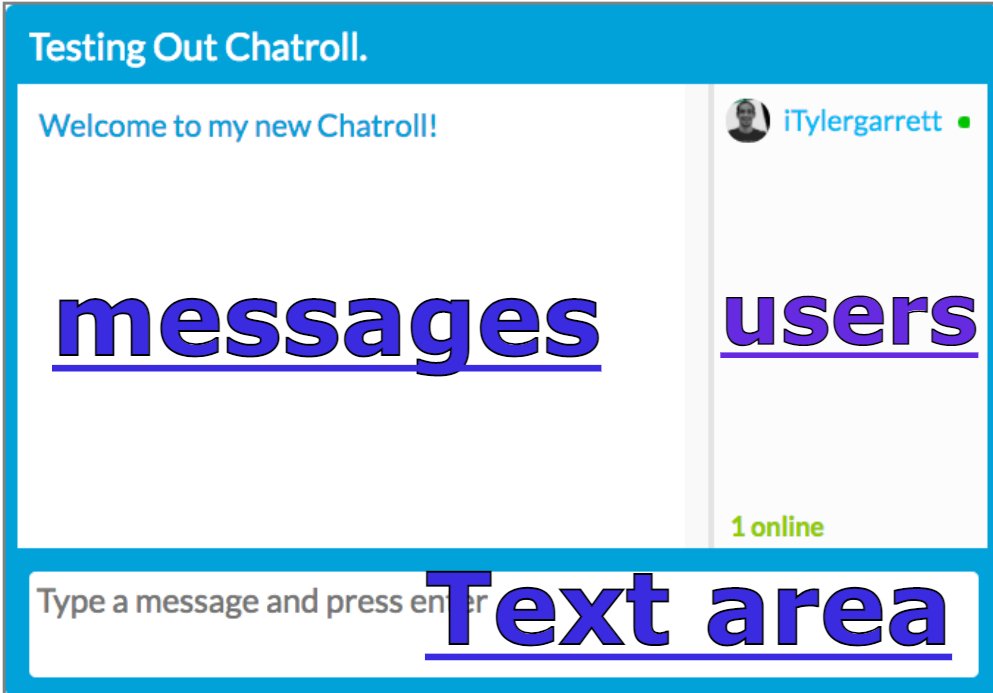 Testing Out Chatroll.
Welcome to my new Chatroll!
iTylergarrett
messages
users
1 online
Type a message and press enter
Text area